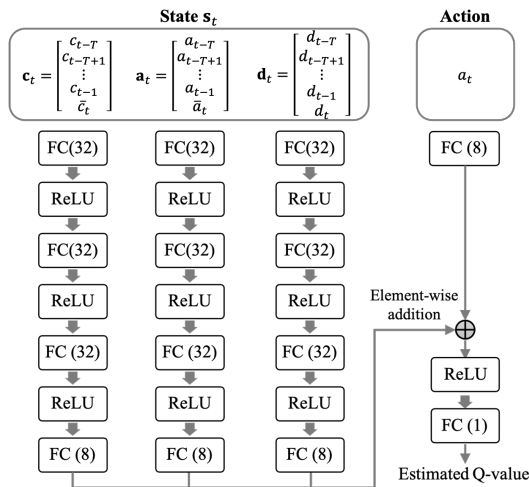 State s_t
Action
c_t = [c_{t-T} c_{t-T+1} ⋮ c_{t-1} c̄_t] a_t = [a_{t-T} a_{t-T+1} ⋮ a_{t-1} ā_t] d_t = [d_{t-T} d_{t-T+1} ⋮ d_{t-1} d_t] a_t
FC(32) FC(32) FC(32) FC (8)
ReLU ReLU ReLU
FC(32) FC(32) FC(32)
ReLU ReLU ReLU
Element-wise
addition
FC (32) FC (32) FC (32)
ReLU ReLU ReLU ReLU
FC (8) FC (8) FC (8) FC (1)
Estimated Q-value